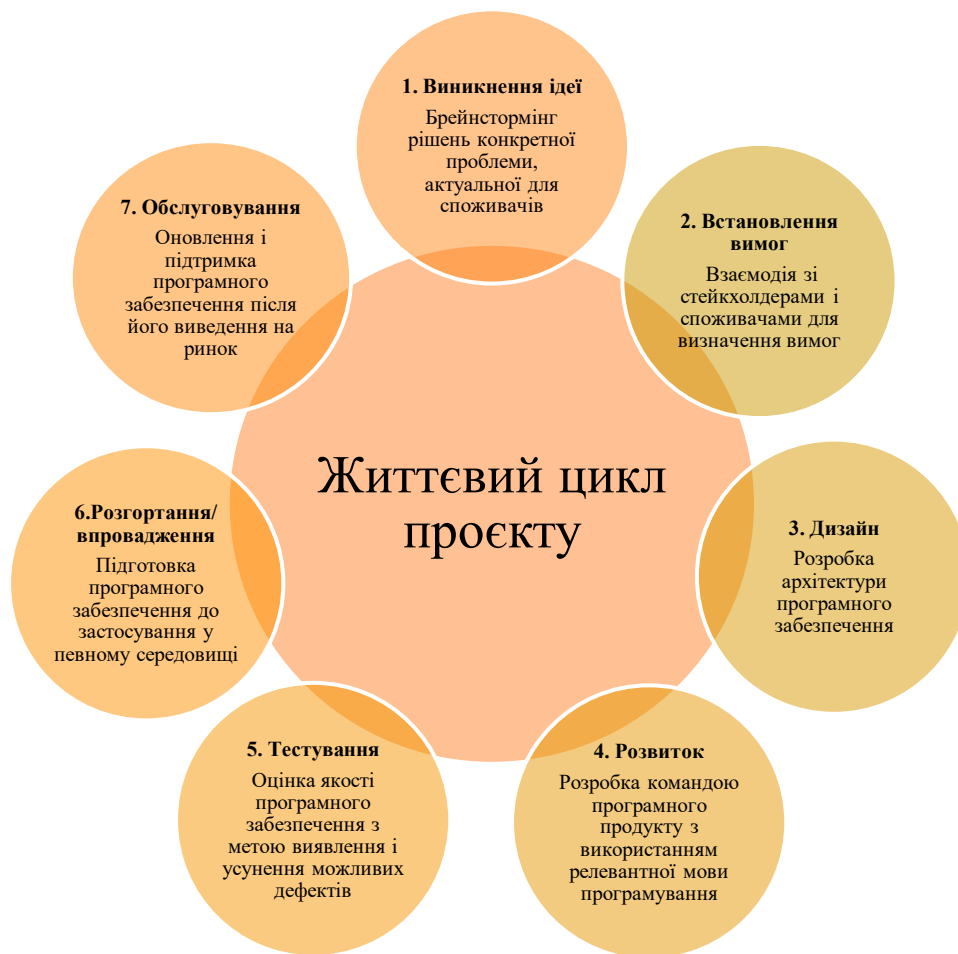 1. Виникнення ідеї
Брейнстормінг
рішень конкретної
проблеми,
актуальної для
споживачів
2. Встановлення
вимог
Взаємодія зі
стейкхолдерами і
споживачами для
визначення вимог
3. Дизайн
Розробка
архітектури
програмного
забезпечення
4. Розвиток
Розробка командою
програмного
продукту з
використанням
релевантної мови
програмування
5. Тестування
Оцінка якості
програмного
забезпечення з
метою виявлення і
усунення можливих
дефектів
6.Розгортання/
впровадження
Підготовка
програмного
забезпечення до
застосування у
певному середовищі
7. Обслуговування
Оновлення і
підтримка
програмного
забезпечення після
його виведення на
ринок
Життєвий цикл
проєкту